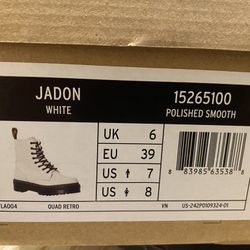 JADON
WHITE
15265100
POLISHED SMOOTH
UK 6
EU 39
US 7
US 8
8 83985 63538 8
QUAD RETRO
VN
US-242P0109324-01